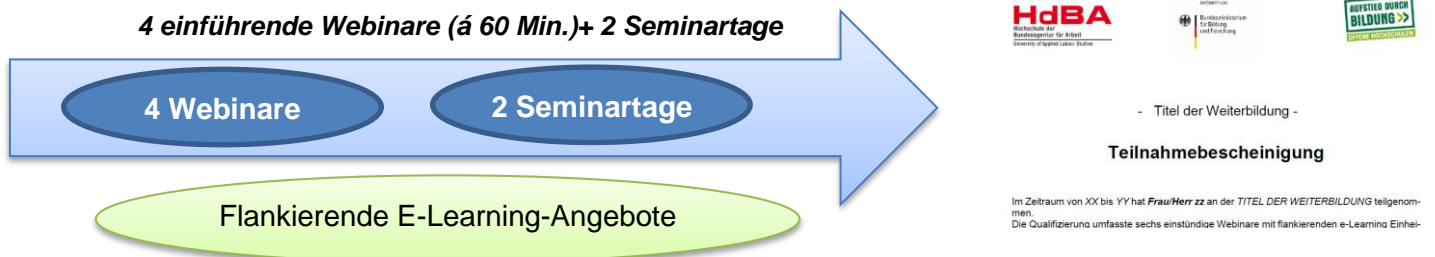 4 einführende Webinare (á 60 Min.)+ 2 Seminartage
4 Webinare
2 Seminartage
Flankierende E-Learning-Angebote
HdBA
Hochschule der
Bundesagentur für Arbeit
University of Applied Labour Studies
Bundesministerium
für Bildung
und Forschung
AUFSTIEG DURCH
BILDUNG >>
OFFENE HOCHSCHULEN
- Titel der Weiterbildung -
Teilnahmebescheinigung
Im Zeitraum von XX bis YY hat Frau/Herr zz an der TITEL DER WEITERBILDUNG teilgenom-
men.
Die Qualifizierung umfasste sechs einstündige Webinare mit flankierenden e-Learning Einhei-